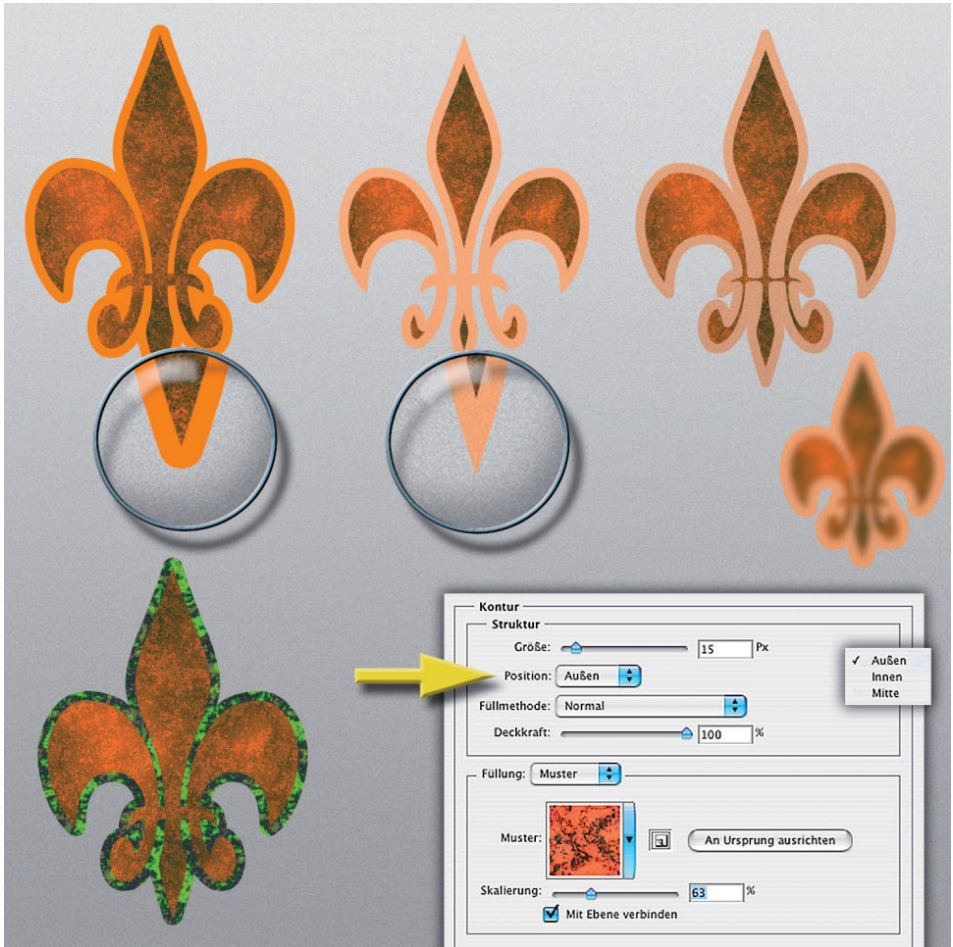 Kontur
Struktur
Größe: 15 Px
Position: Außen
Füllmethode: Normal
Deckkraft: 100 %
✓ Außen
Innen
Mitte
Füllung: Muster
Muster: An Ursprung ausrichten
Skalierung: 63 %
Mit Ebene verbinden